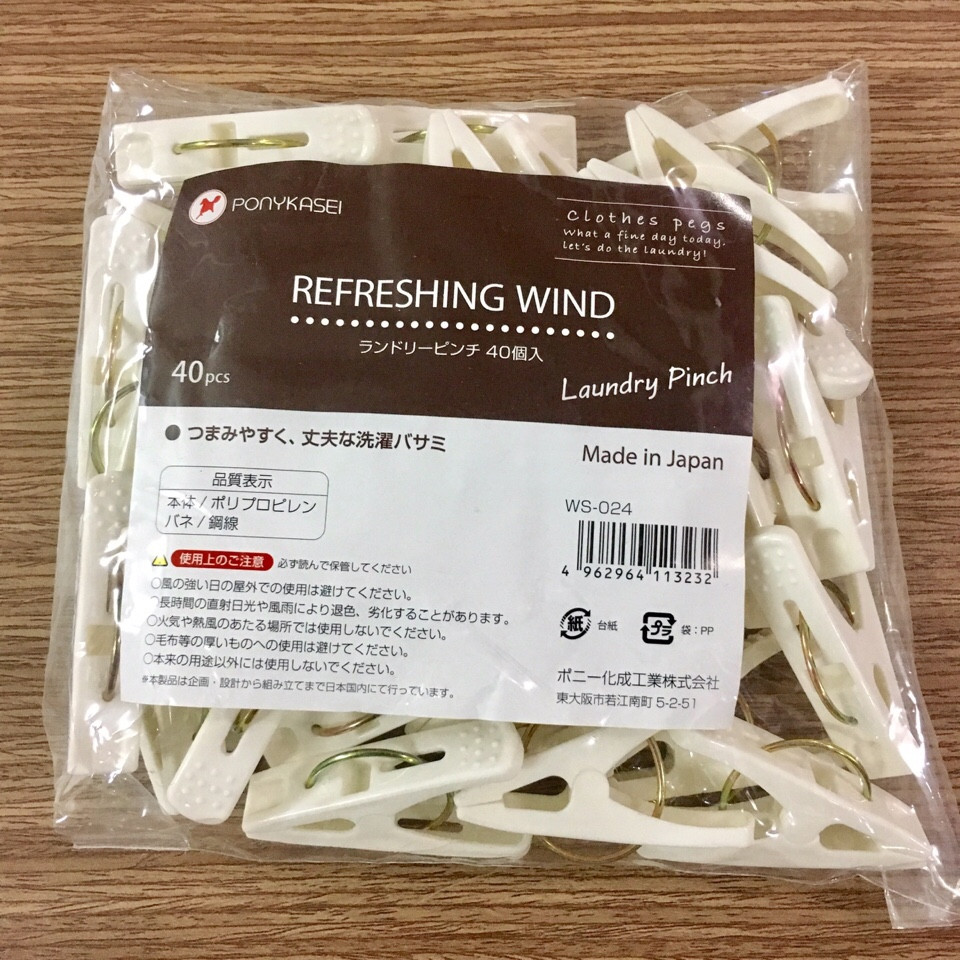 PONYKASEI
Clothes pegs
What a fine day today.
let's do the laundry!
REFRESHING WIND
ランドリーピンチ 40個入
40pcs
Laundry Pinch
● つまみやすく、丈夫な洗濯バサミ
Made in Japan
品質表示
本体 / ポリプロピレン
バネ / 鋼線
WS-024
4 962964 113232
使用上のご注意 必ず読んで保管してください
○風の強い日の屋外での使用は避けてください。
○長時間の直射日光や風雨により退色、劣化することがあります。
○火気や熱風のあたる場所では使用しないでください。
○毛布等の厚いものへの使用は避けてください。
○本来の用途以外には使用しないでください。
※本製品は企画・設計から組み立てまで日本国内にて行っています。
紙 台紙
プラ 袋:PP
ポニー化成工業株式会社
東大阪市若江南町 5-2-51